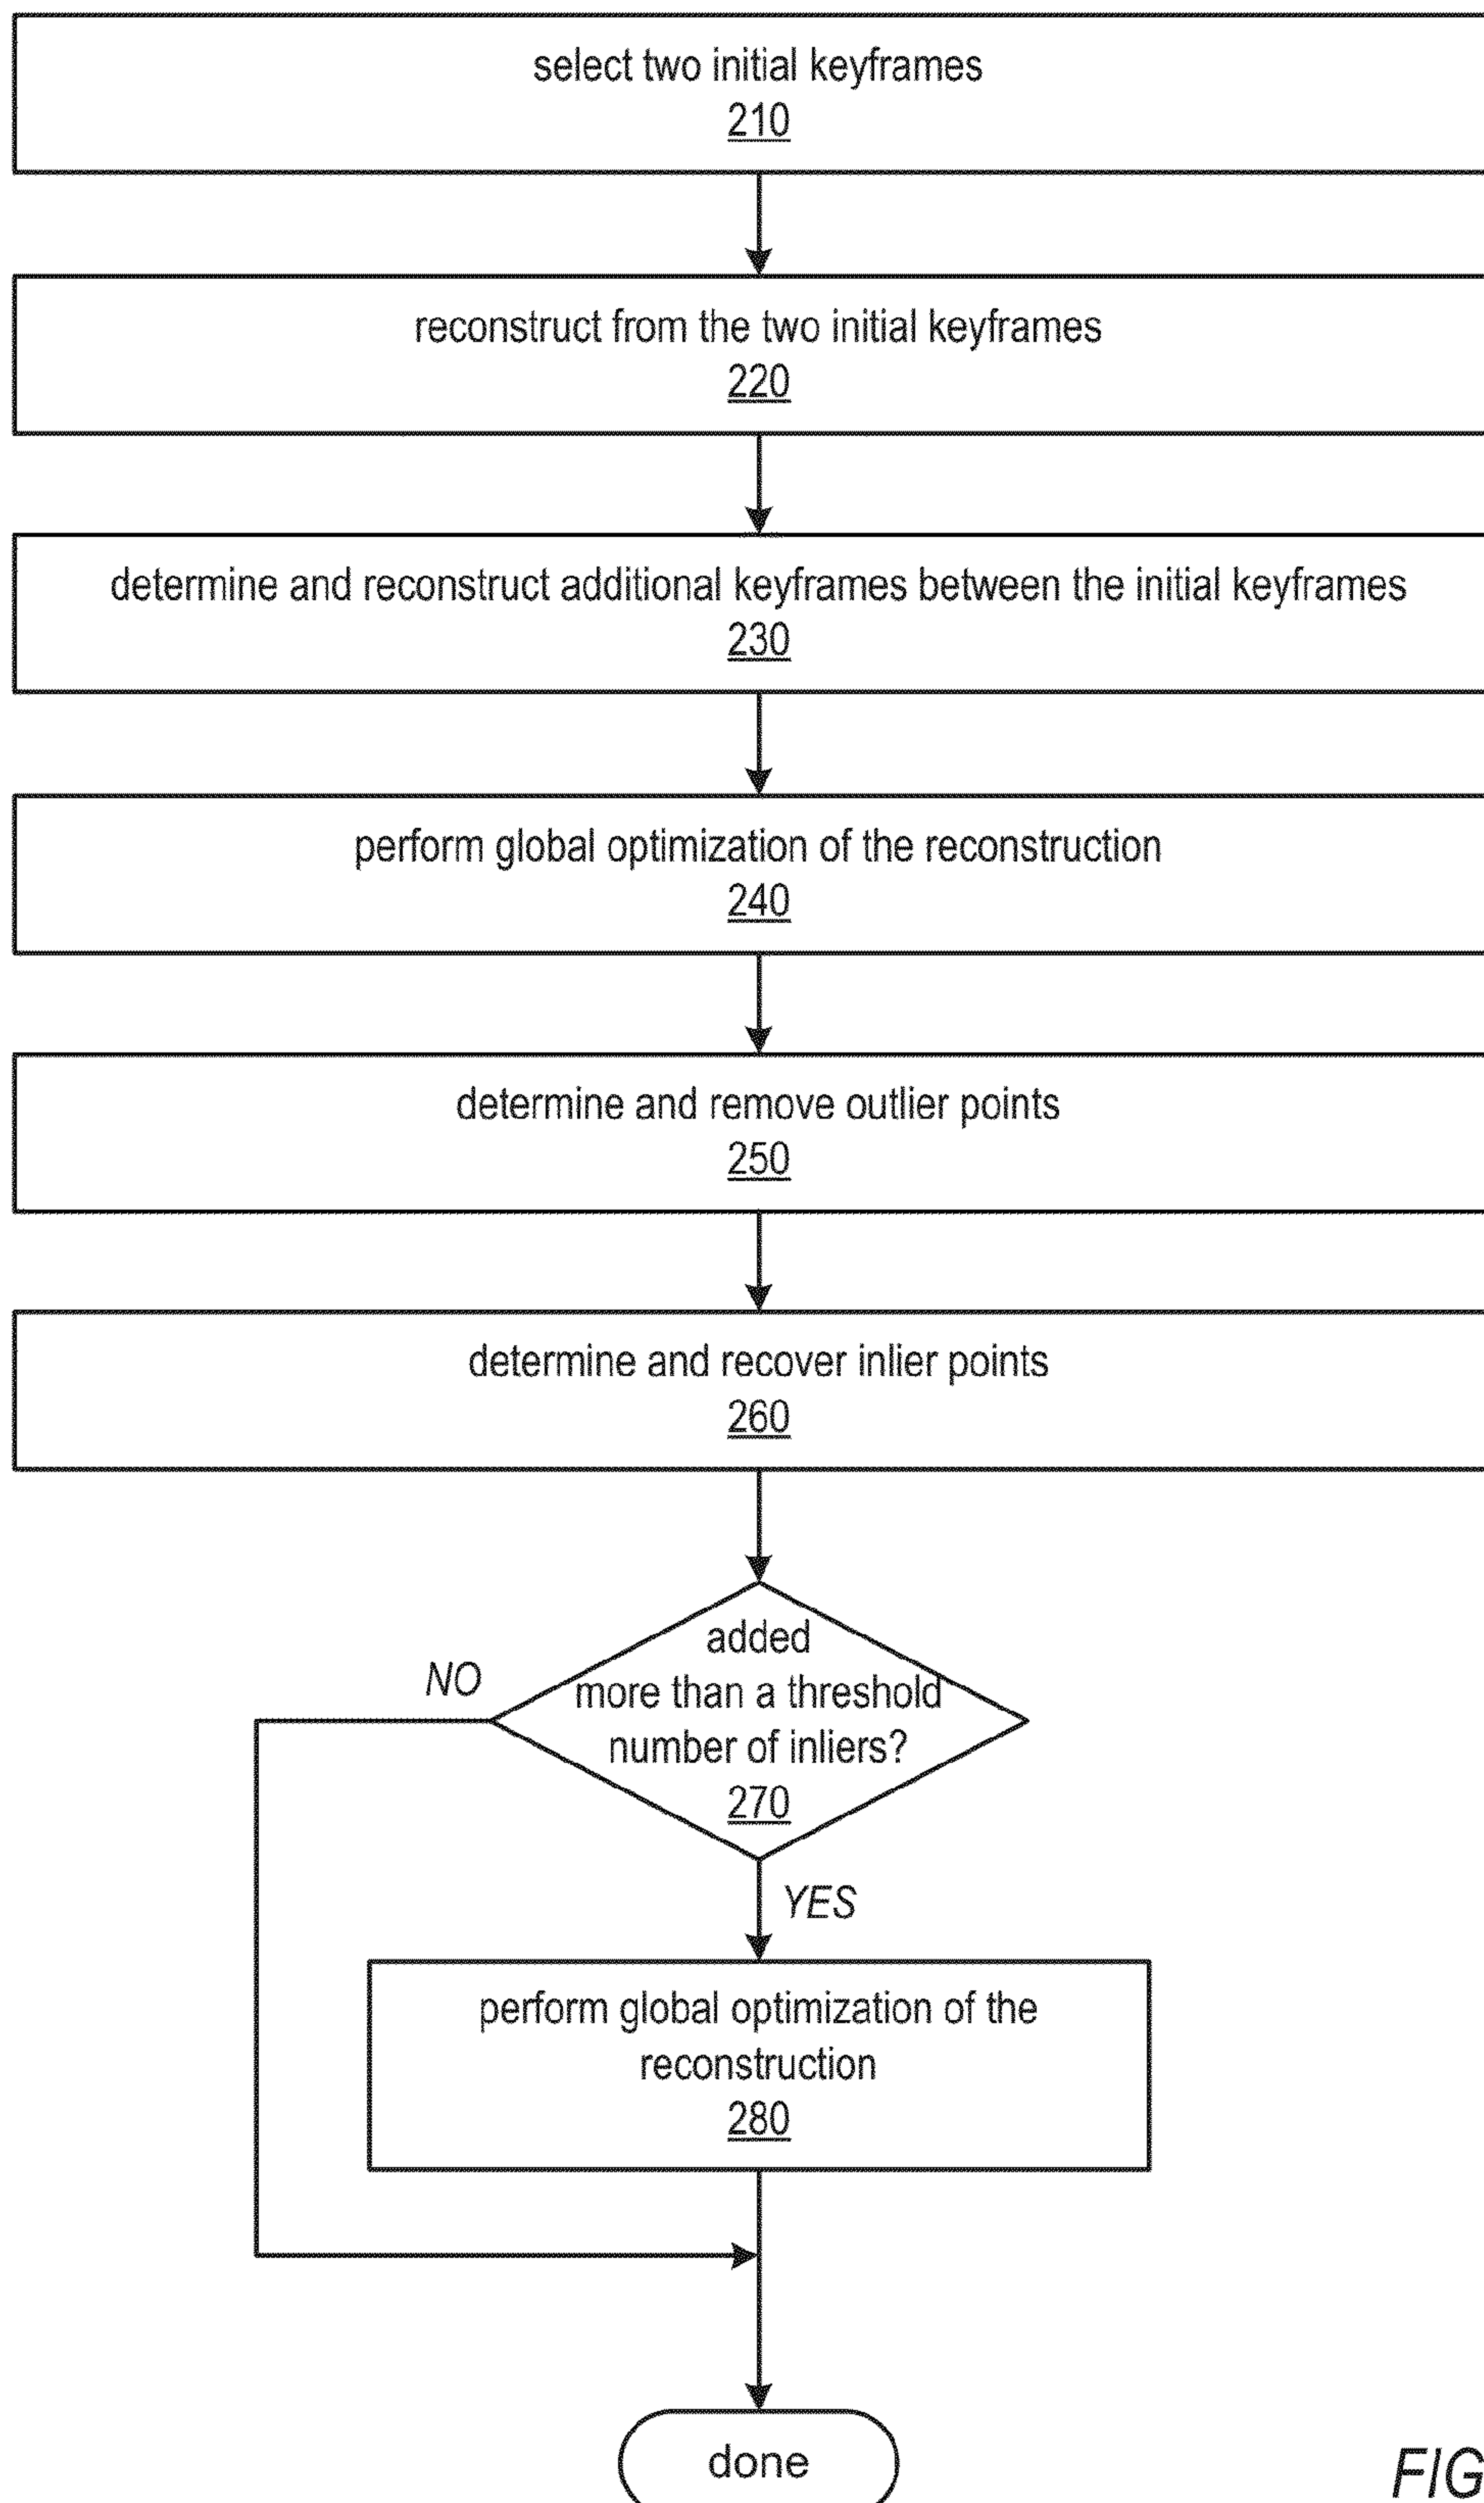 select two initial keyframes
210
reconstruct from the two initial keyframes
220
determine and reconstruct additional keyframes between the initial keyframes
230
perform global optimization of the reconstruction
240
determine and remove outlier points
250
determine and recover inlier points
260
added
more than a threshold
number of inliers?
270
NO
YES
perform global optimization of the
reconstruction
280
done
FIG